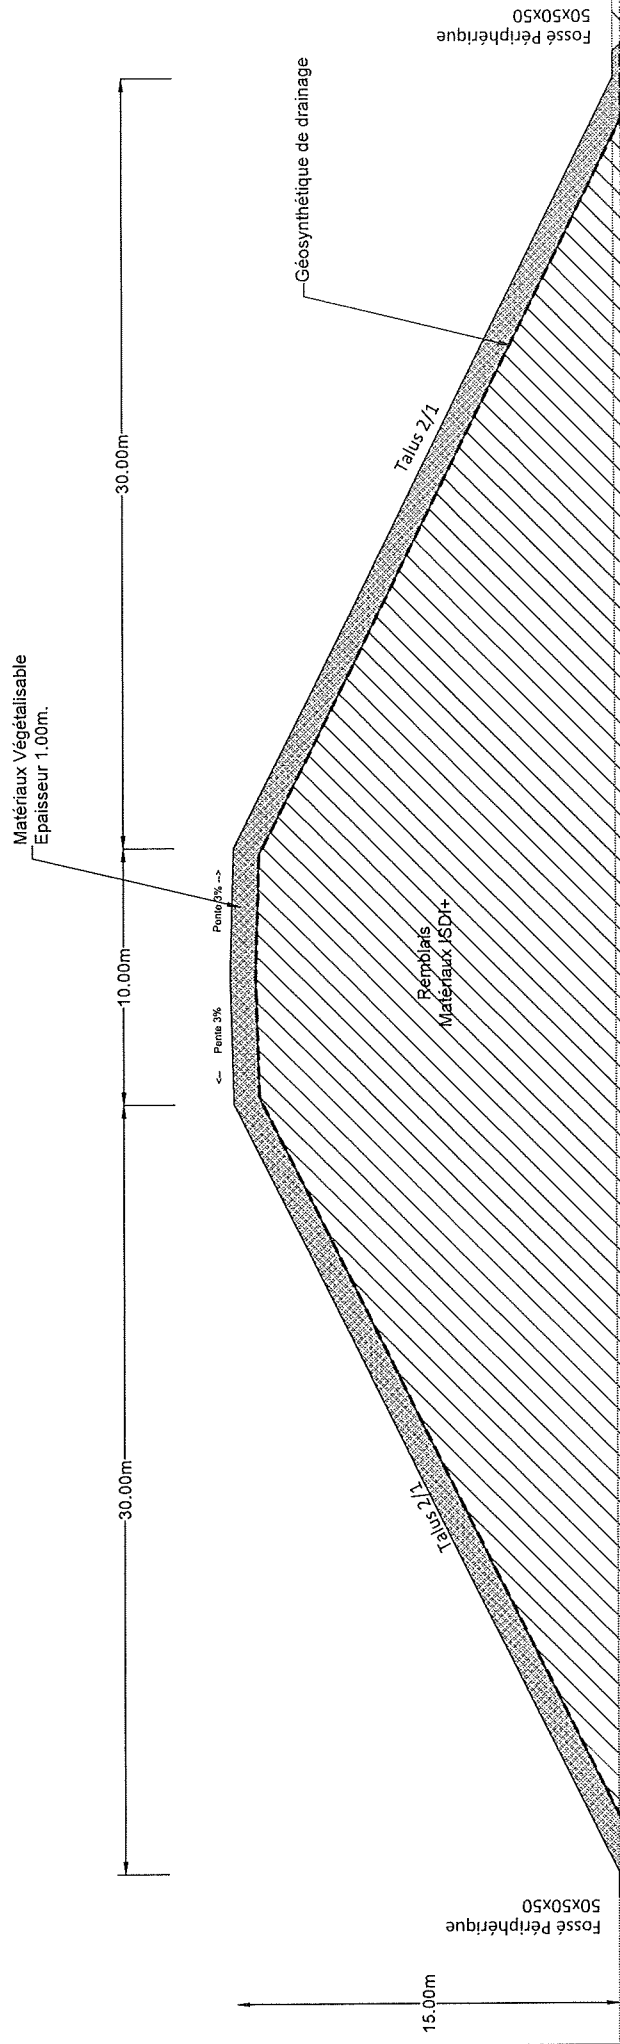 30.00m
10.00m
30.00m
Matériaux Végétalisable
Epaisseur 1.00m.
Géosynthétique de drainage
<-- Pente 3%
Pente 3% -->
Talus 2/1
Talus 2/1
Remblais
Matériaux ISDI+
15.00m
Fossé Périphérique
50x50x50
Fossé Périphérique
50x50x50